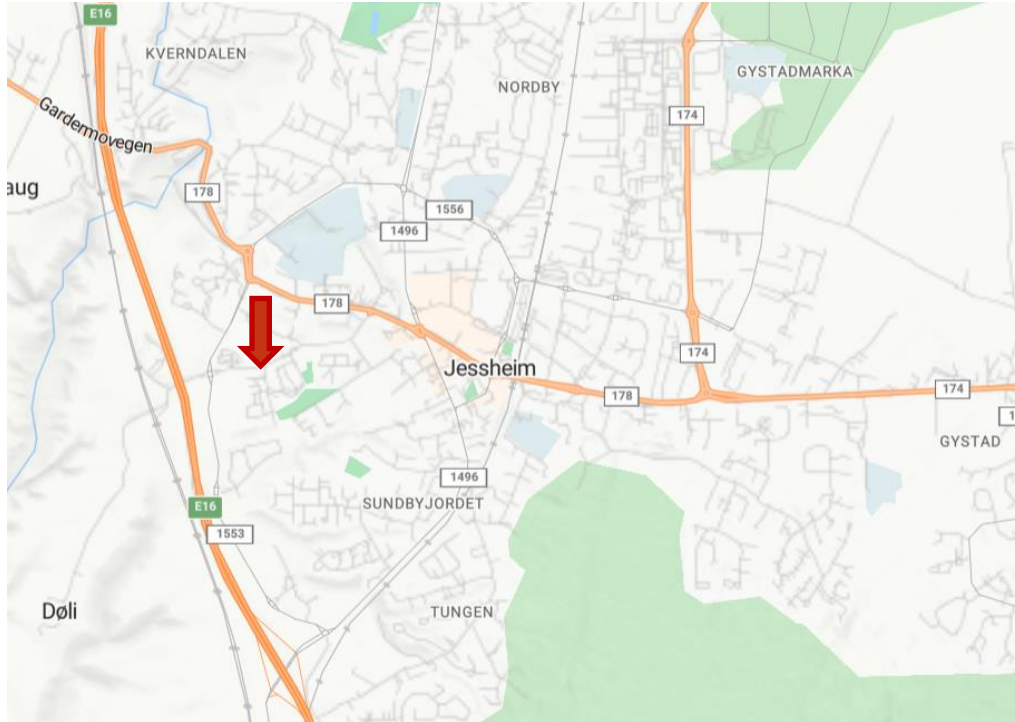 E16
KVERNDALEN
NORDBY
GYSTADMARKA
Gardermovegen
174
aug
178
1556
1496
178
Jessheim
174
178
174
1
GYSTAD
1496
SUNDBYJORDET
E16
1553
Døli
TUNGEN